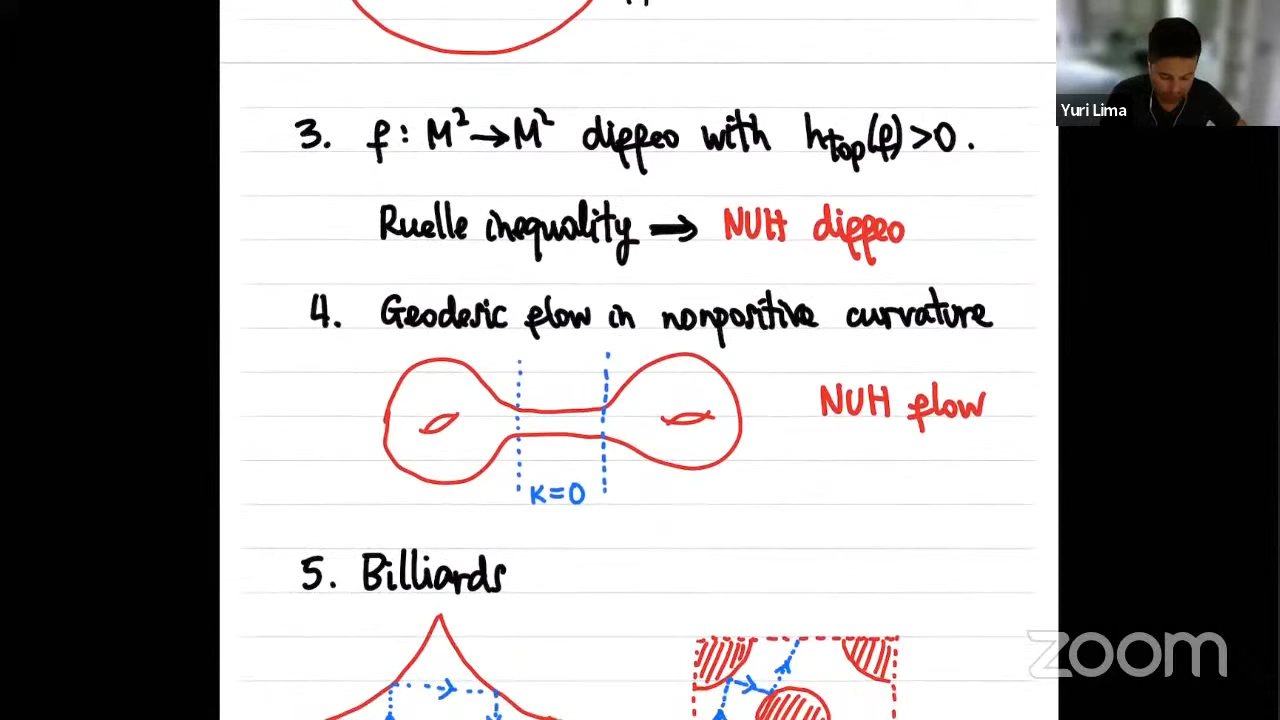 Yuri Lima
3. f : M² → M² diffeo with h_top(f) > 0.
Ruelle inequality → NUH diffeo
4. Geodesic flow in nonpositive curvature
NUH flow
K=0
5. Billiards
zoom